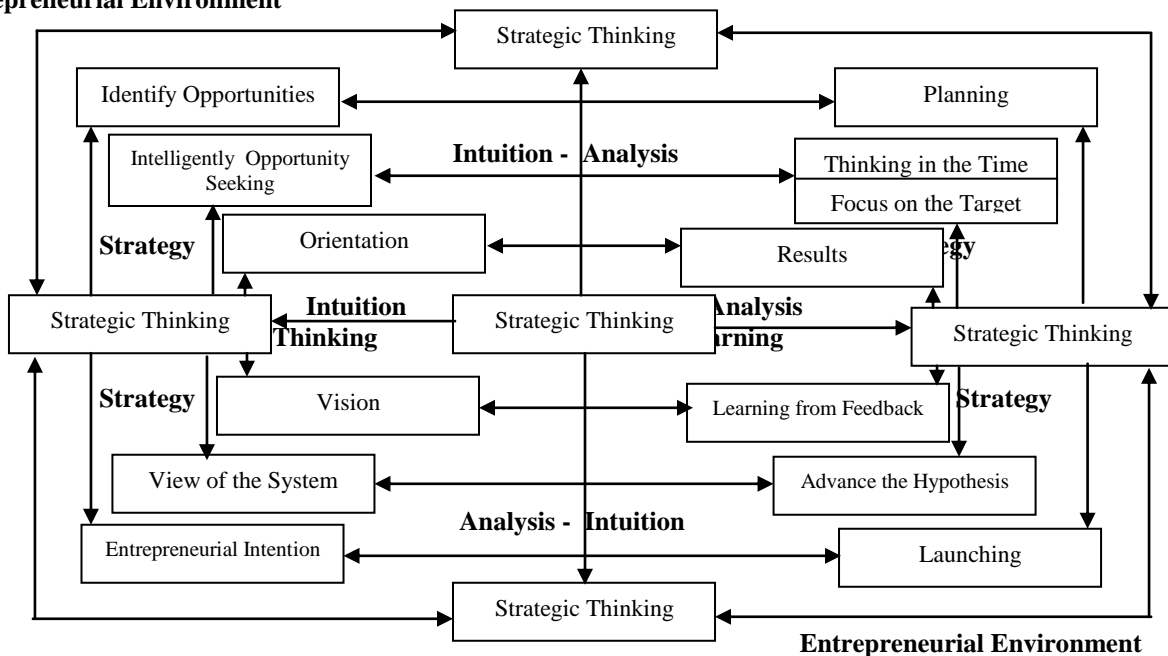 Environment
Strategic Thinking
Identify Opportunities
Planning
Intelligently Opportunity
Seeking
Intuition - Analysis
Thinking in the Time
Focus on the Target
Strategy
Orientation
Results
Strategic Thinking
Intuition
Thinking
Strategic Thinking
Analysis
Strategic Thinking
Strategy
Vision
Learning from Feedback
Strategy
View of the System
Advance the Hypothesis
Analysis - Intuition
Entrepreneurial Intention
Launching
Strategic Thinking
Entrepreneurial Environment